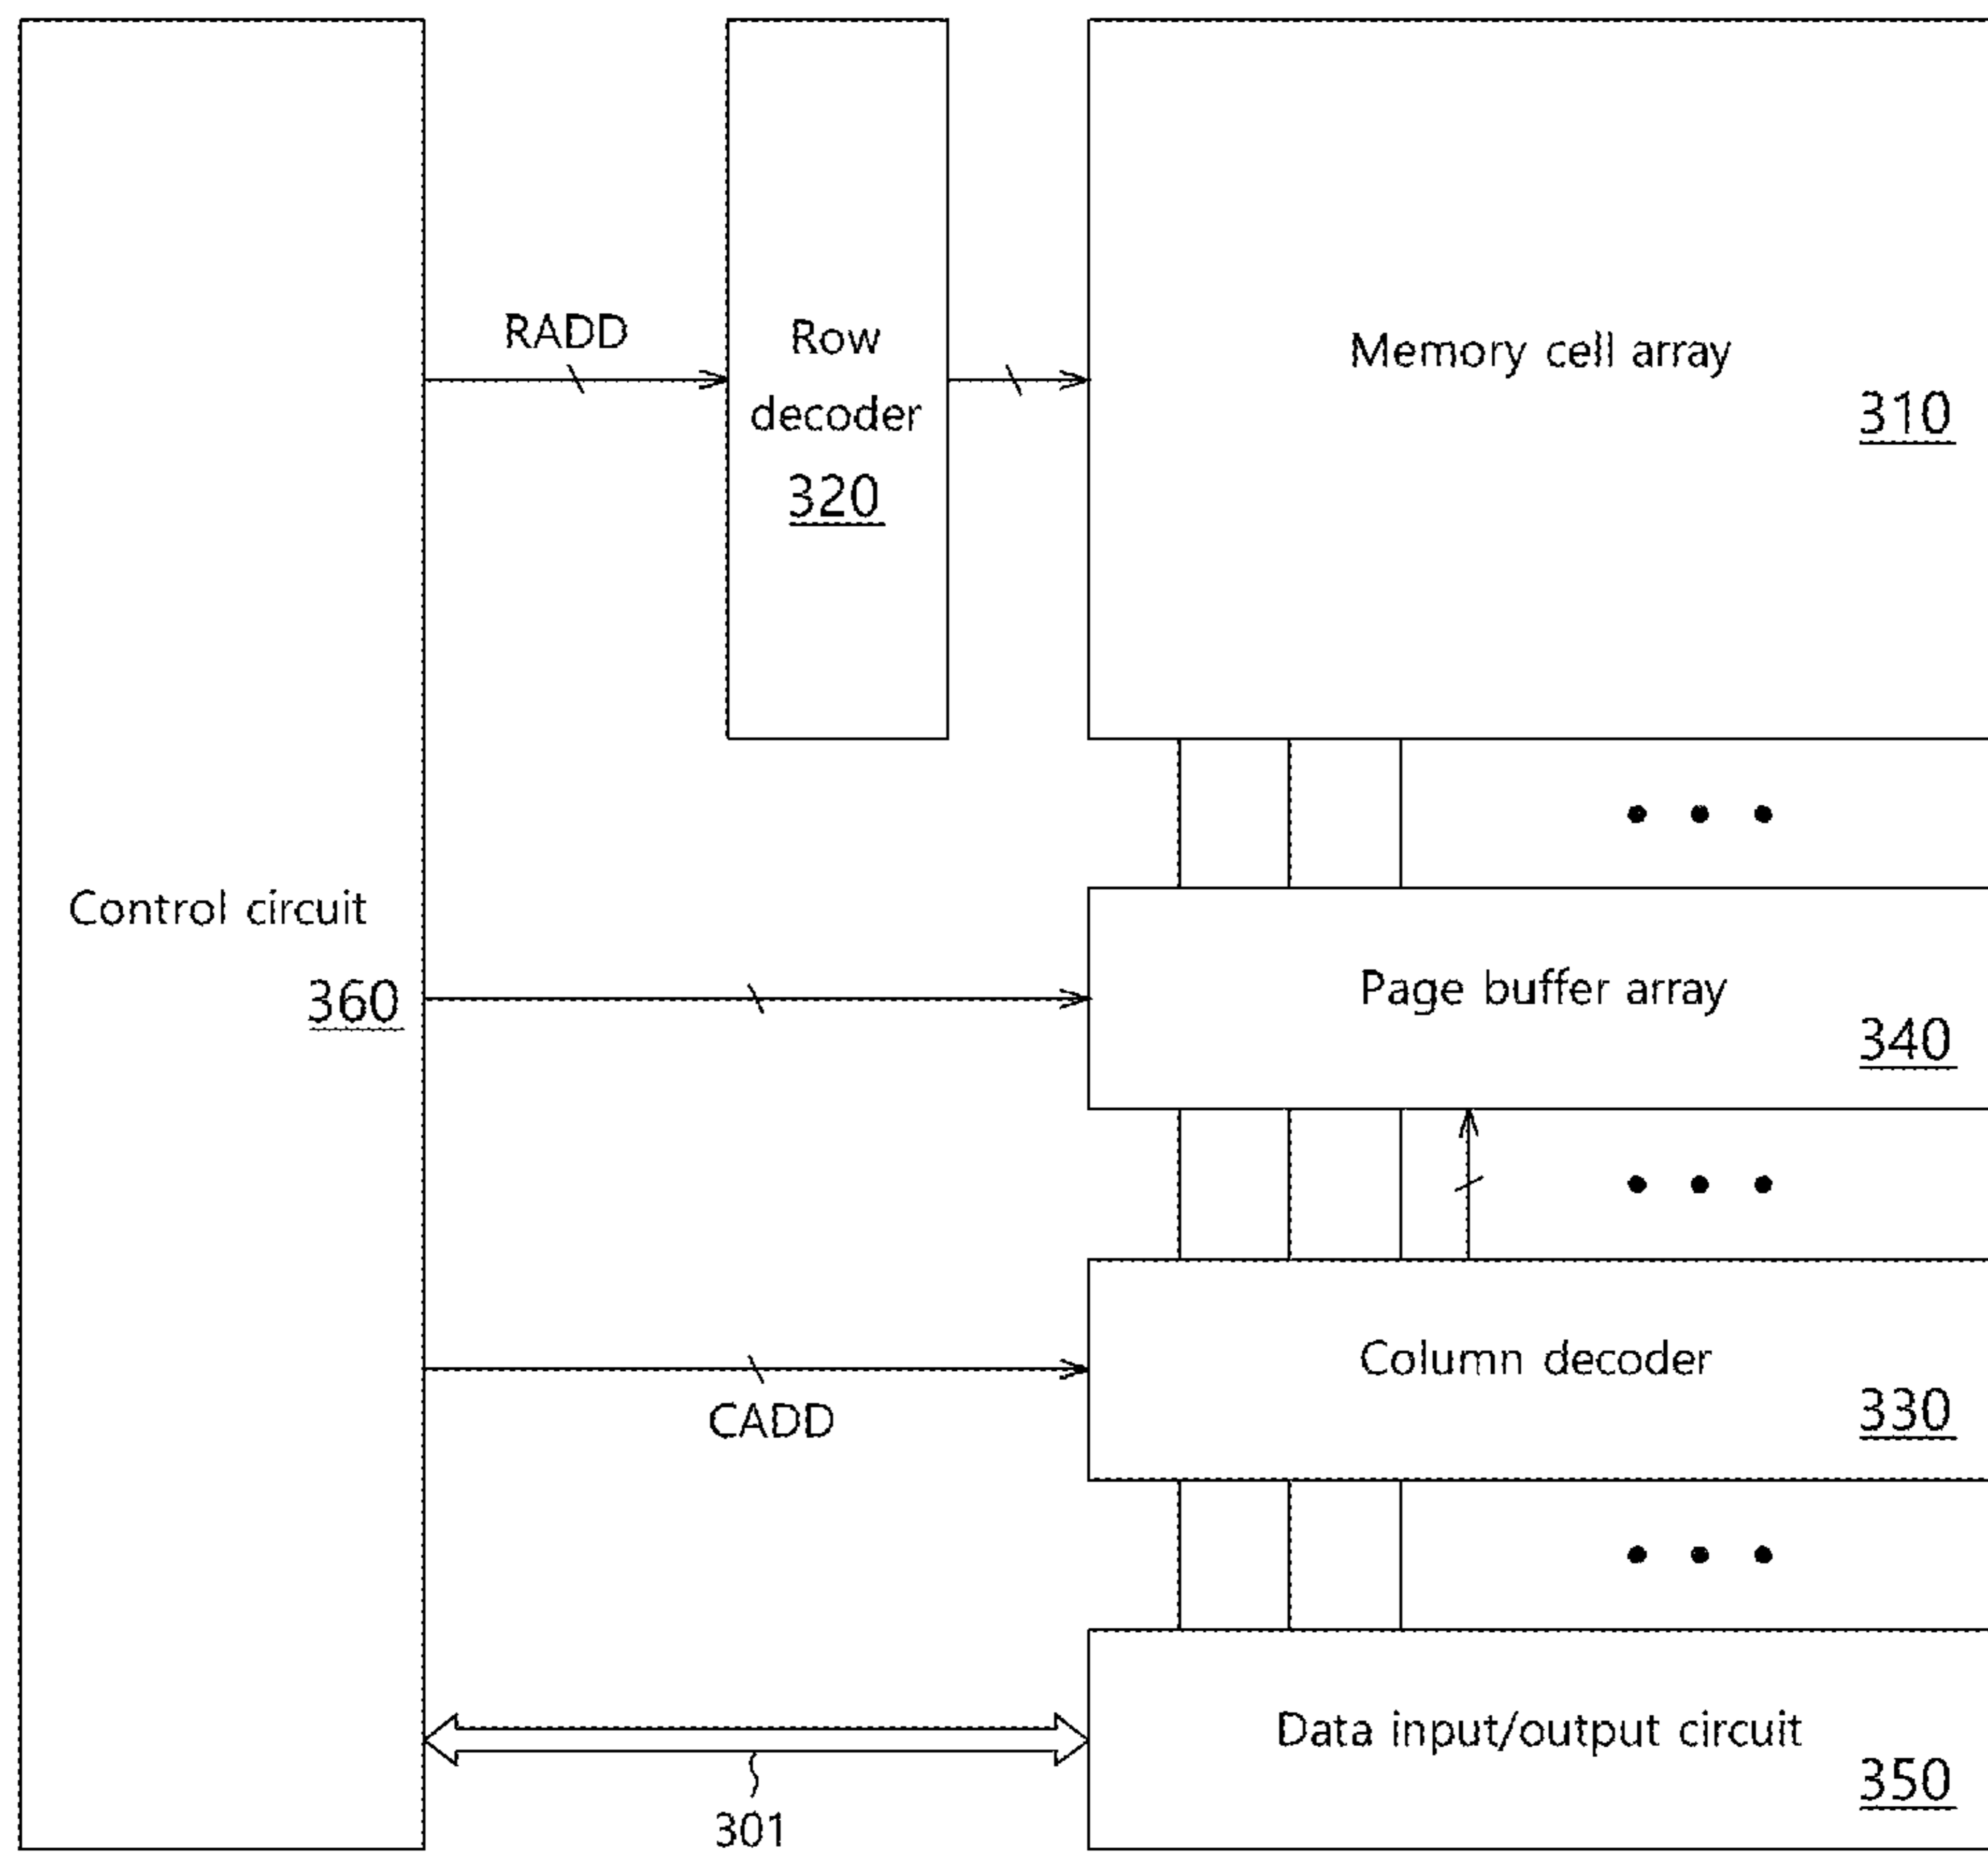 RADD
Row
decoder
320
Memory cell array
310
Control circuit
360
Page buffer array
340
Column decoder
330
CADD
Data input/output circuit
350
301